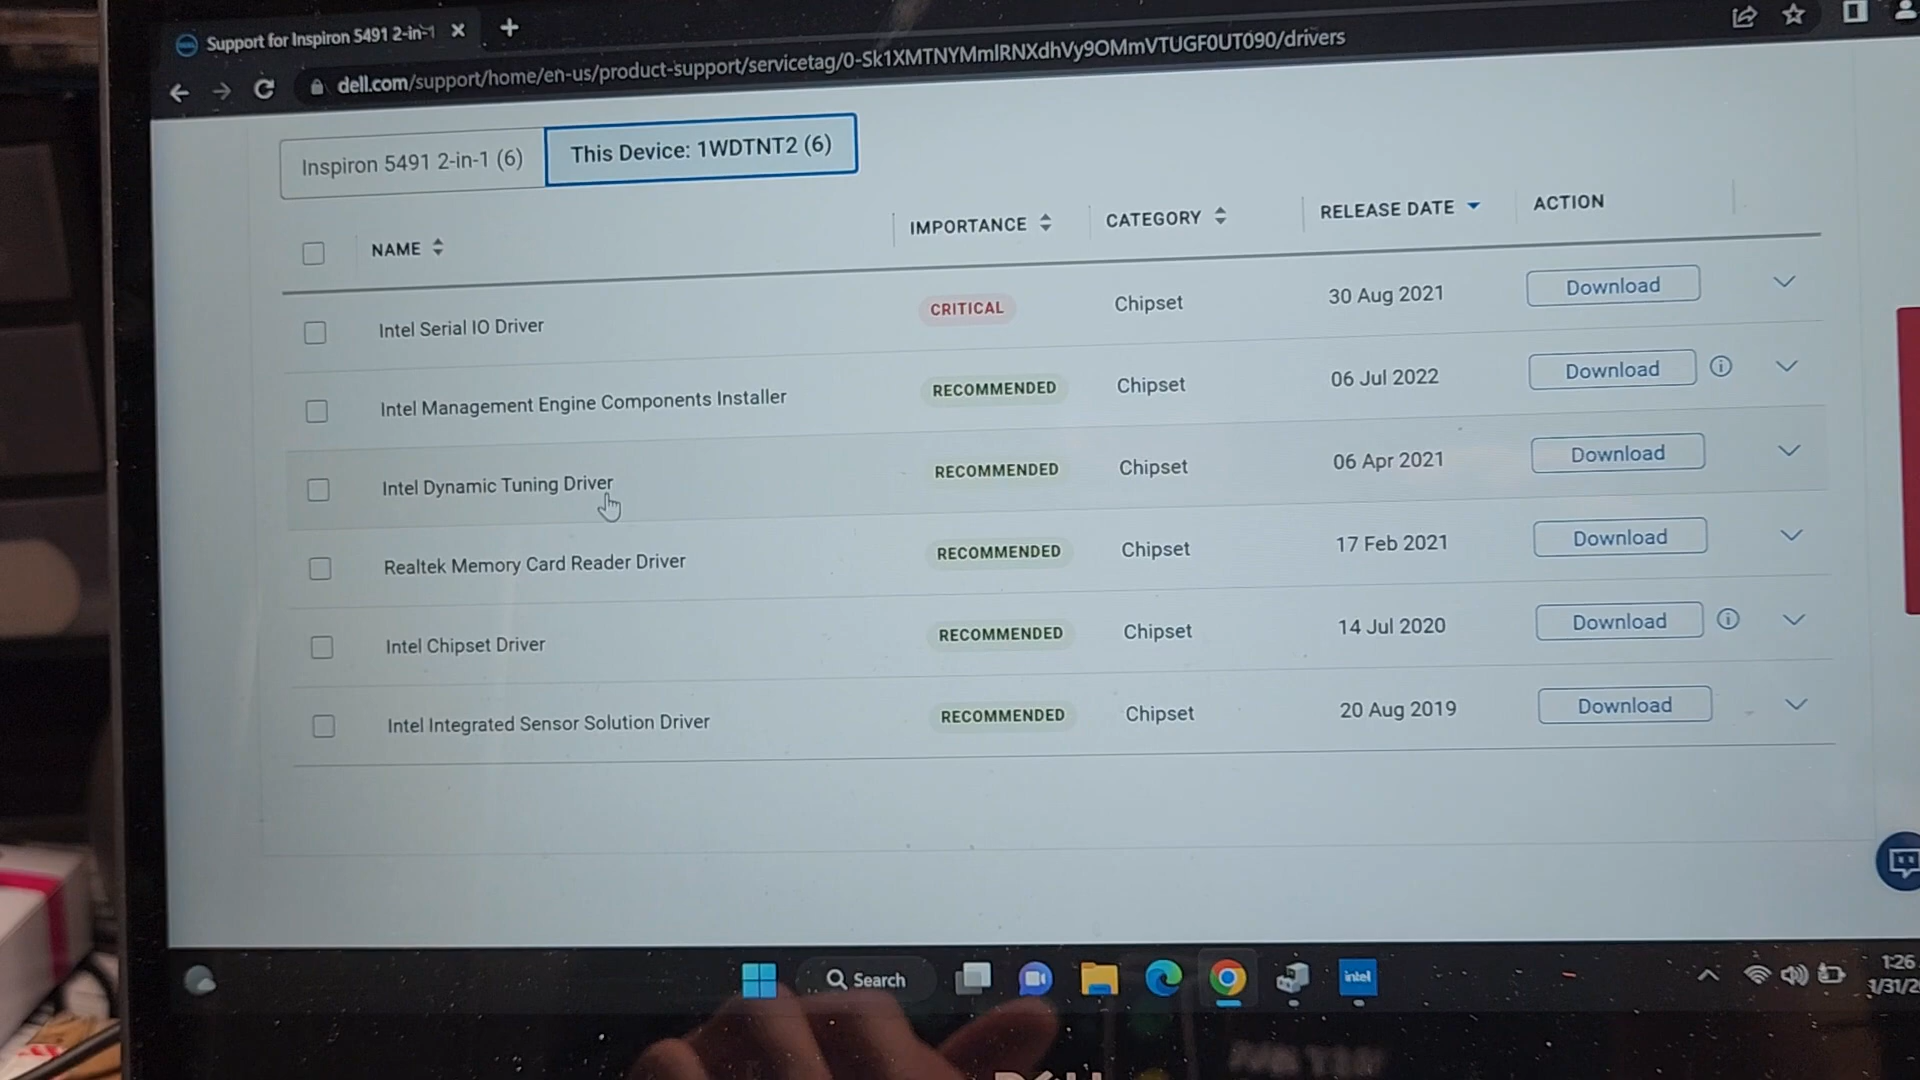 Support for Inspiron 5491 2-in-1
dell.com/support/home/en-us/product-support/servicetag/0-Sk1XMTNYMmlRNXdhVy9OMmVTUGF0UT090/drivers
Inspiron 5491 2-in-1 (6) This Device: 1WDTNT2 (6)
NAME IMPORTANCE CATEGORY RELEASE DATE ACTION
Intel Serial IO Driver CRITICAL Chipset 30 Aug 2021 Download
Intel Management Engine Components Installer RECOMMENDED Chipset 06 Jul 2022 Download
Intel Dynamic Tuning Driver RECOMMENDED Chipset 06 Apr 2021 Download
Realtek Memory Card Reader Driver RECOMMENDED Chipset 17 Feb 2021 Download
Intel Chipset Driver RECOMMENDED Chipset 14 Jul 2020 Download
Intel Integrated Sensor Solution Driver RECOMMENDED Chipset 20 Aug 2019 Download
Search intel 1:26